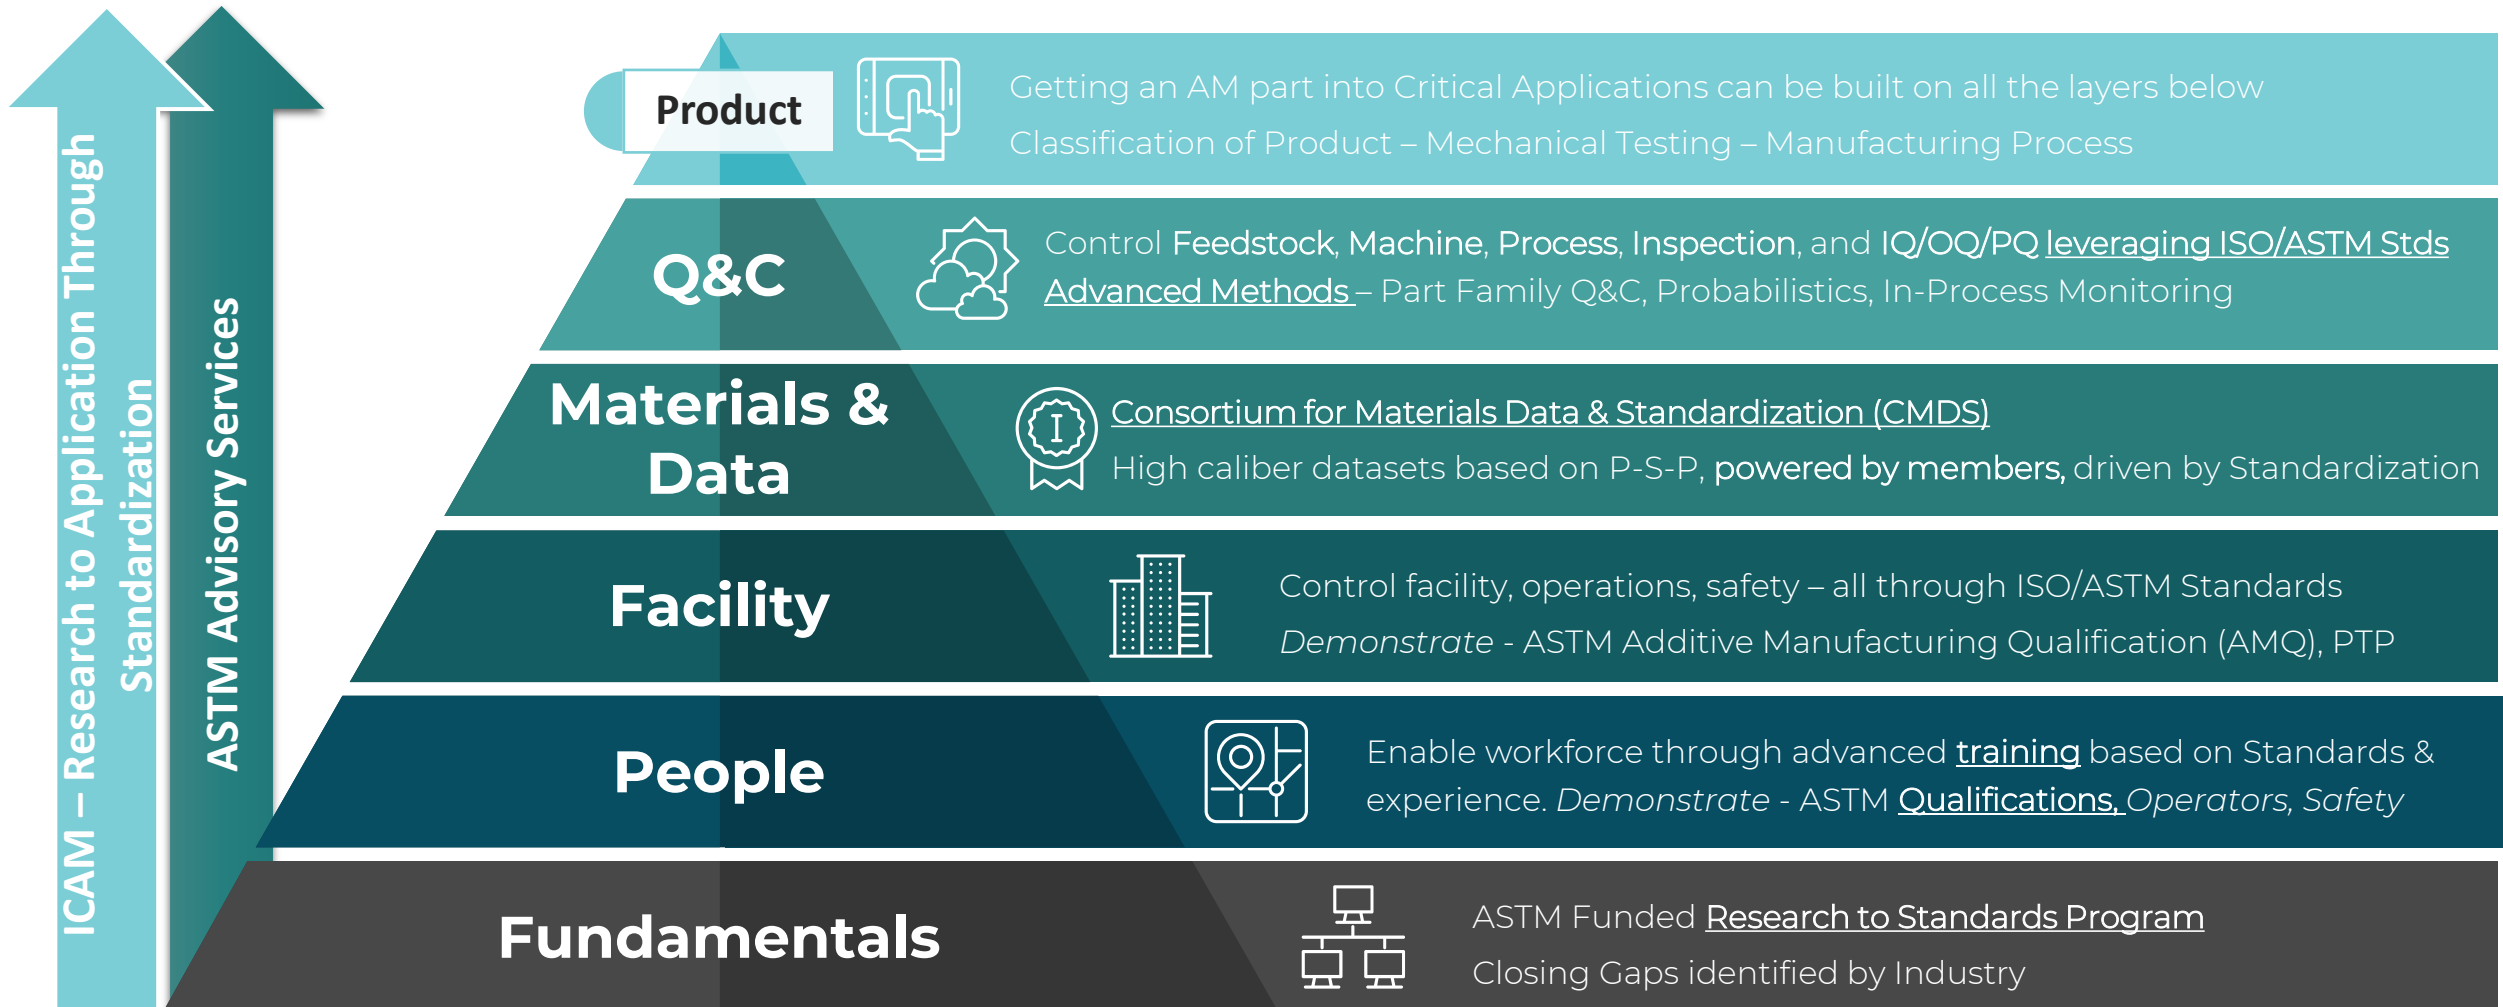 ICAM – Research to Application Through
Standardization
ASTM Advisory Services
Product
Getting an AM part into Critical Applications can be built on all the layers below
Classification of Product – Mechanical Testing – Manufacturing Process
Q&C
Control Feedstock, Machine, Process, Inspection, and IQ/OQ/PQ leveraging ISO/ASTM Stds
Advanced Methods – Part Family Q&C, Probabilistics, In-Process Monitoring
Materials &
Data
I
Consortium for Materials Data & Standardization (CMDS)
High caliber datasets based on P-S-P, powered by members, driven by Standardization
Facility
Control facility, operations, safety – all through ISO/ASTM Standards
Demonstrate - ASTM Additive Manufacturing Qualification (AMQ), PTP
People
Enable workforce through advanced training based on Standards &
experience. Demonstrate - ASTM Qualifications, Operators, Safety
Fundamentals
ASTM Funded Research to Standards Program
Closing Gaps identified by Industry